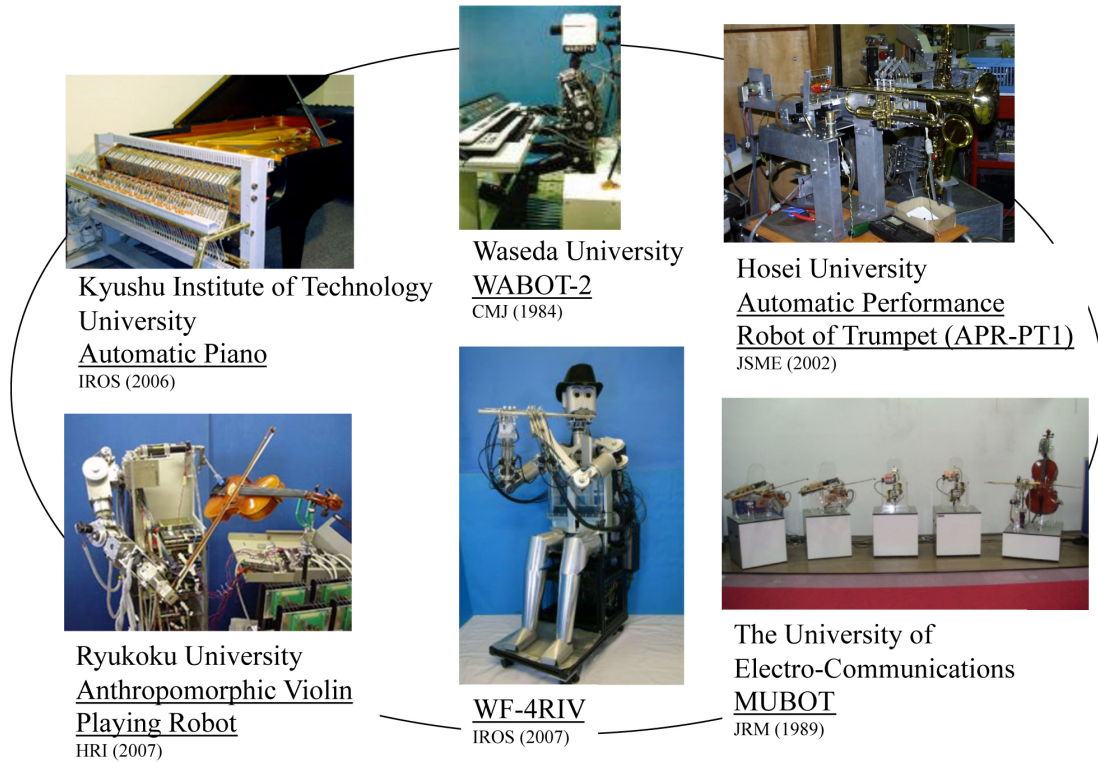 Kyushu Institute of Technology
University
Automatic Piano
IROS (2006)
Waseda University
WABOT-2
CMJ (1984)
Hosei University
Automatic Performance
Robot of Trumpet (APR-PT1)
JSME (2002)
Ryukoku University
Anthropomorphic Violin
Playing Robot
HRI (2007)
WF-4RIV
IROS (2007)
The University of
Electro-Communications
MUBOT
JRM (1989)